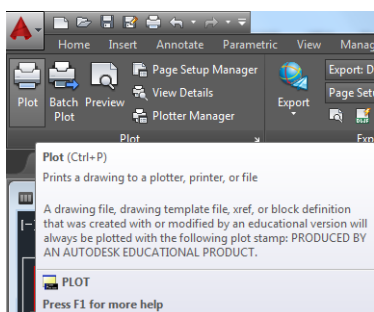 Home Insert Annotate Parametric View Manag
Plot
Batch Plot
Preview
Page Setup Manager
View Details
Plotter Manager
Export
Export: D
Page Setu
Plot
Exp
Plot (Ctrl+P)
Prints a drawing to a plotter, printer, or file
A drawing file, drawing template file, xref, or block definition
that was created with or modified by an educational version will
always be plotted with the following plot stamp: PRODUCED BY
AN AUTODESK EDUCATIONAL PRODUCT.
PLOT
Press F1 for more help
[-]